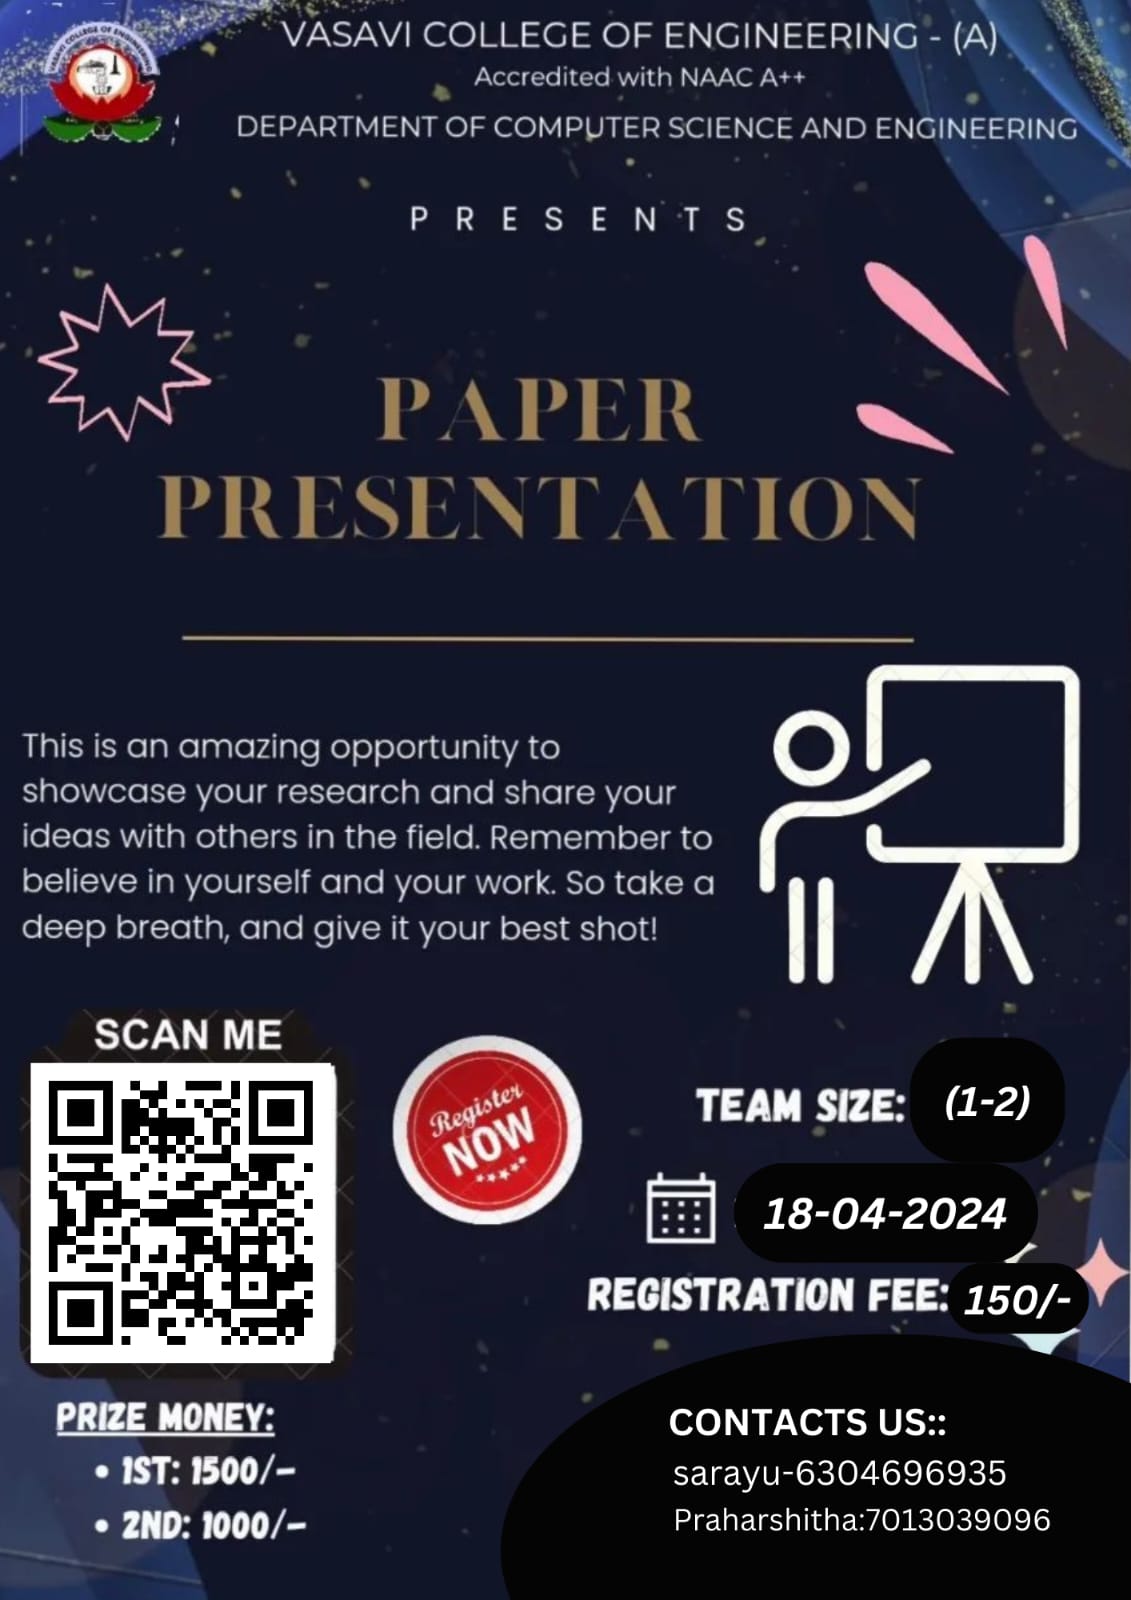 VASAVI COLLEGE OF ENGINEERING
VASAVI COLLEGE OF ENGINEERING - (A)
Accredited with NAAC A++
DEPARTMENT OF COMPUTER SCIENCE AND ENGINEERING
PRESENTS
PAPER
PRESENTATION
This is an amazing opportunity to
showcase your research and share your
ideas with others in the field. Remember to
believe in yourself and your work. So take a
deep breath, and give it your best shot!
SCAN ME
Register
NOW
TEAM SIZE: (1-2)
18-04-2024
REGISTRATION FEE: 150/-
PRIZE MONEY:
• 1ST: 1500/-
• 2ND: 1000/-
CONTACTS US::
sarayu-6304696935
Praharshitha:7013039096